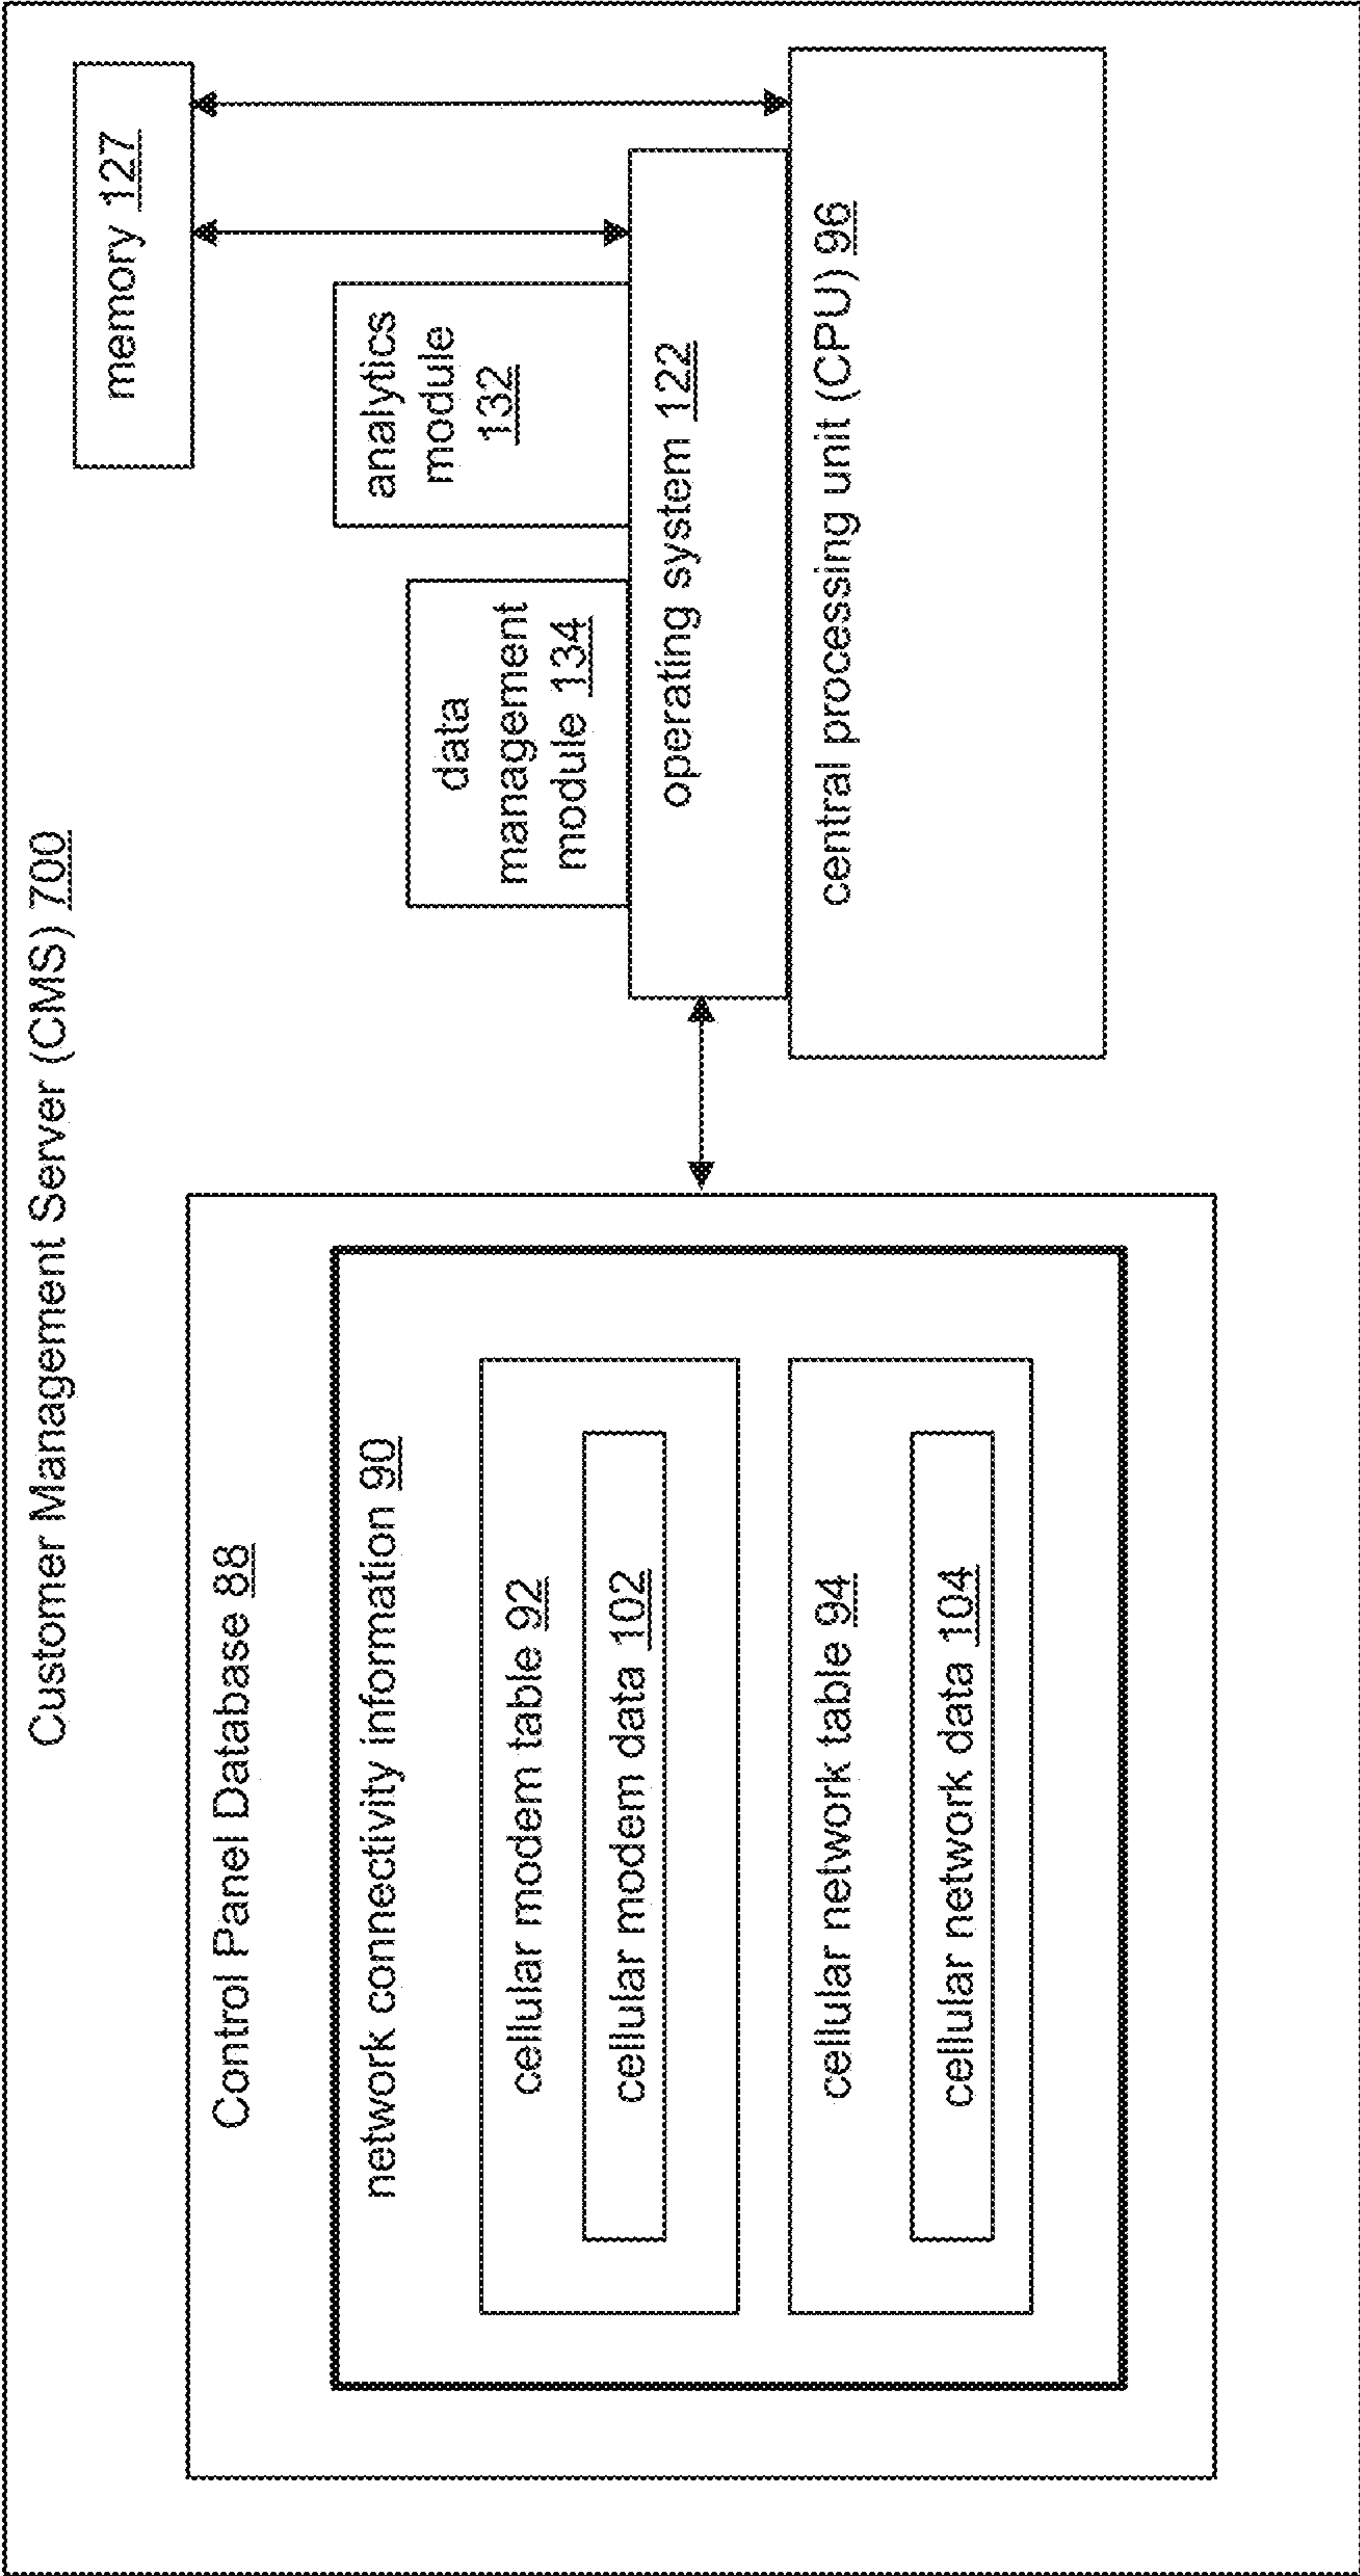 Customer Management Server (CMS) 700
Control Panel Database 88
network connectivity information 90
cellular modem table 92
cellular modem data 102
cellular network table 94
cellular network data 104
memory 127
analytics
module
132
data
management
module 134
operating system 122
central processing unit (CPU) 96